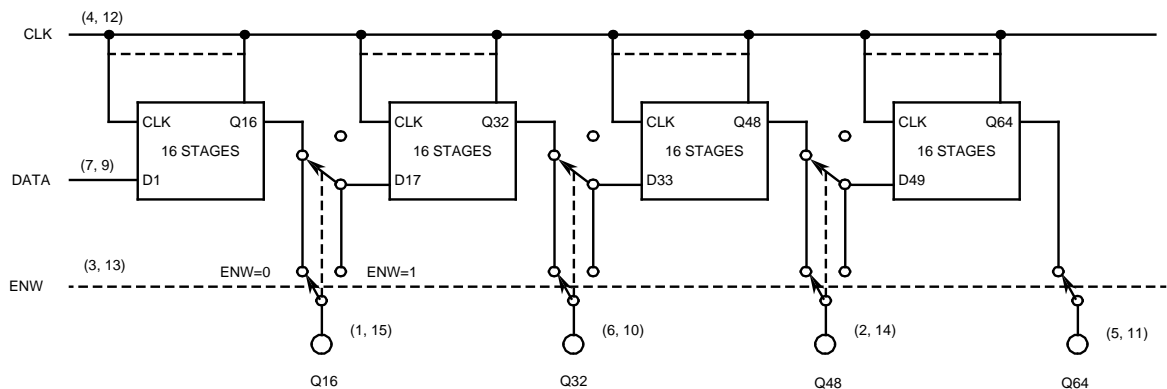 (4, 12)
CLK
CLK Q16
16 STAGES
D1
CLK Q32
16 STAGES
D17
CLK Q48
16 STAGES
D33
CLK Q64
16 STAGES
D49
(7, 9)
DATA
(3, 13)
ENW=0 ENW=1
ENW
(1, 15) (6, 10) (2, 14) (5, 11)
Q16 Q32 Q48 Q64